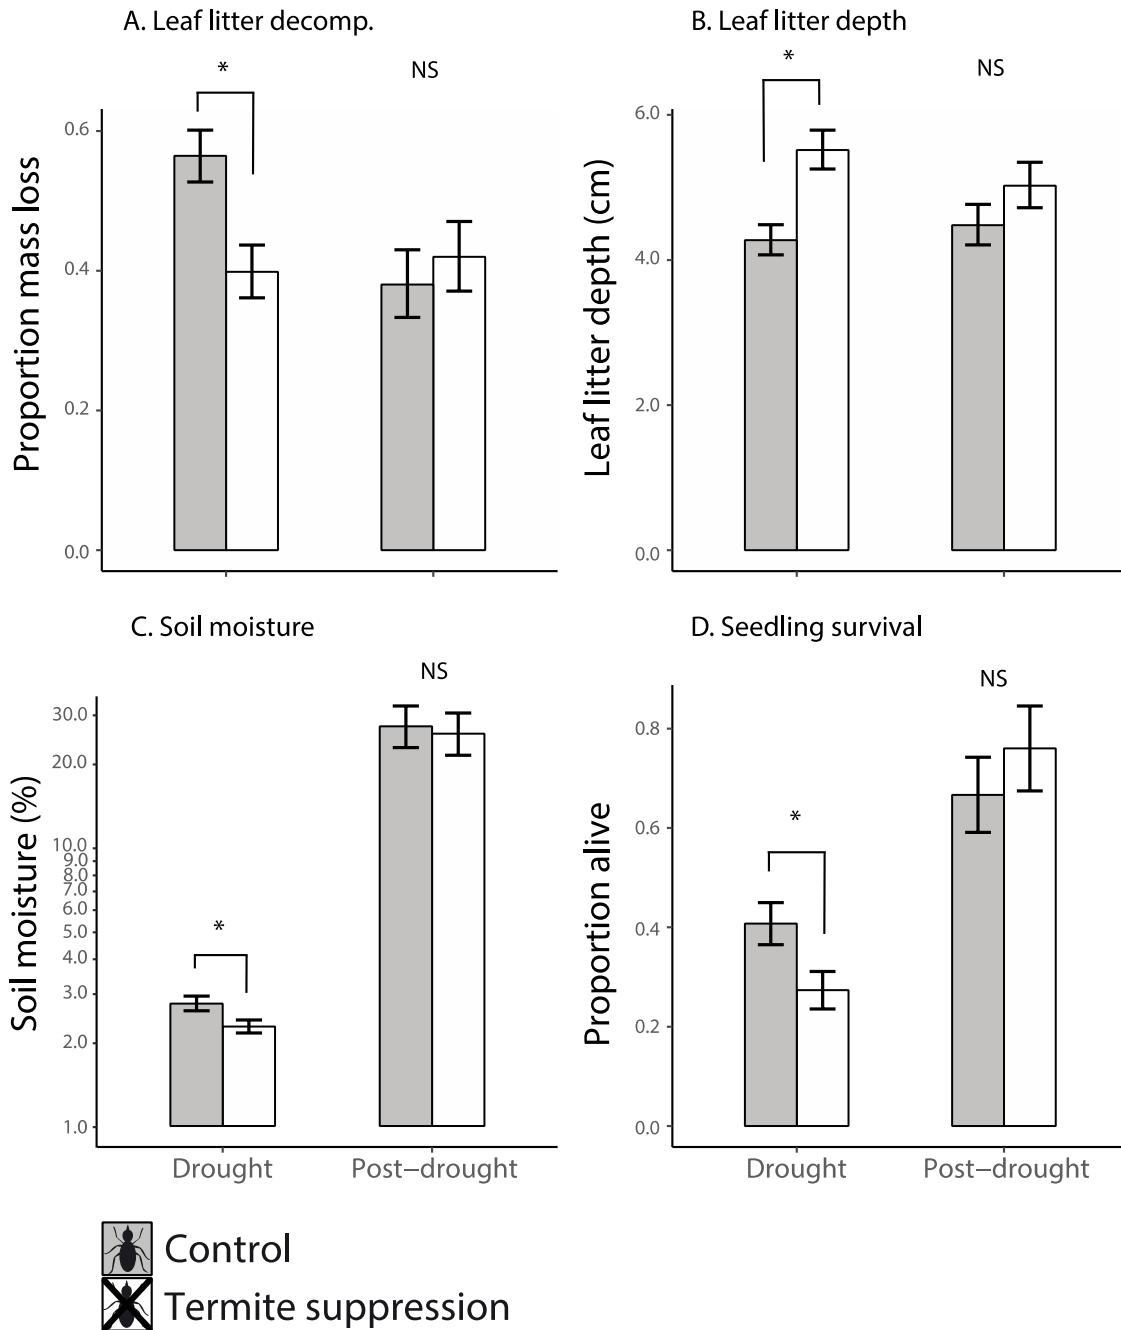 A. Leaf litter decomp.
*
NS
Proportion mass loss
0.6
0.4
0.2
0.0
B. Leaf litter depth
*
NS
Leaf litter depth (cm)
6.0
4.0
2.0
0.0
C. Soil moisture
NS
*
Soil moisture (%)
30.0
20.0
10.0
9.0
8.0
7.0
6.0
5.0
4.0
3.0
2.0
1.0
Drought
Post–drought
D. Seedling survival
NS
*
Proportion alive
0.8
0.6
0.4
0.2
0.0
Drought
Post–drought
Control
Termite suppression